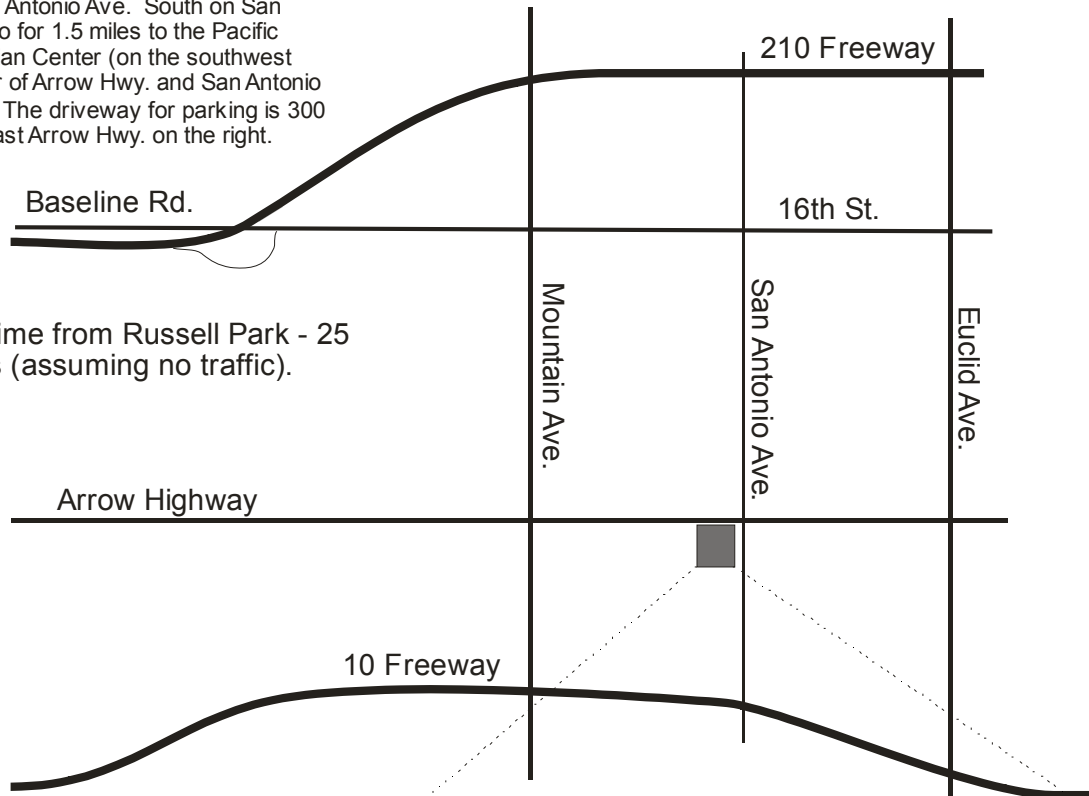 Antonio Ave. South on San
o for 1.5 miles to the Pacific
an Center (on the southwest
r of Arrow Hwy. and San Antonio
The driveway for parking is 300
ast Arrow Hwy. on the right.
210 Freeway
Baseline Rd.
16th St.
Mountain Ave.
San Antonio Ave.
Euclid Ave.
ime from Russell Park - 25
s (assuming no traffic).
Arrow Highway
10 Freeway